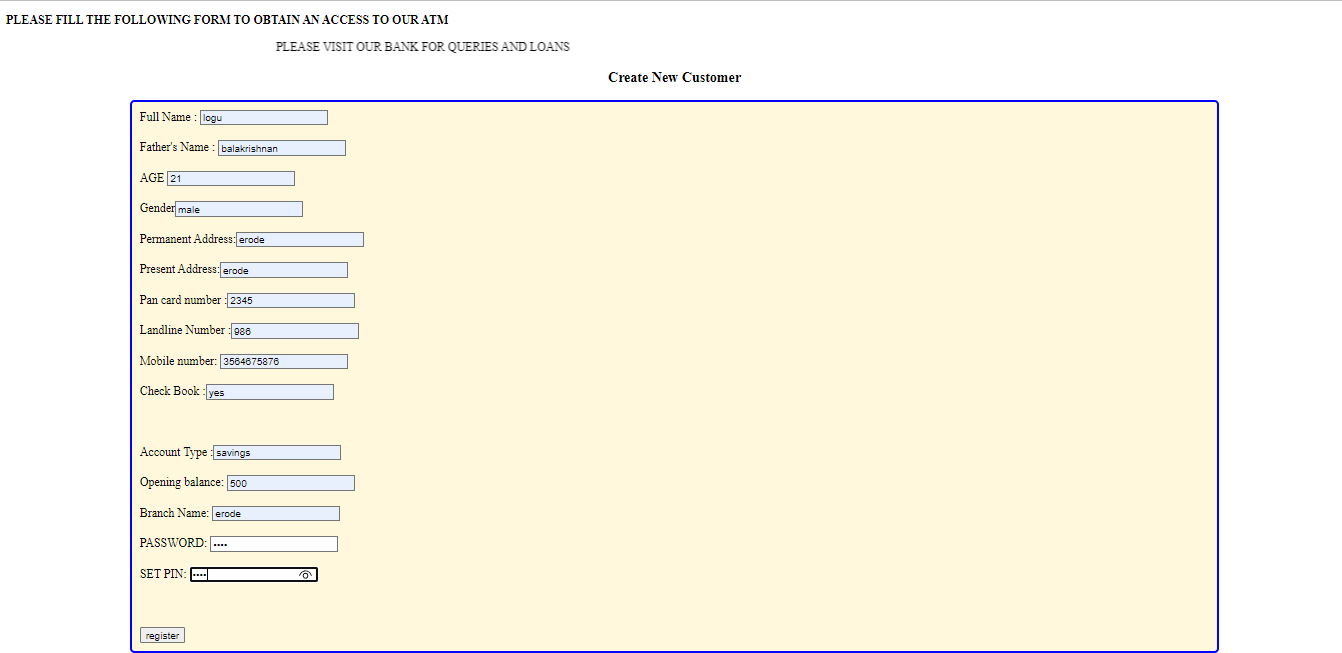 PLEASE FILL THE FOLLOWING FORM TO OBTAIN AN ACCESS TO OUR ATM
PLEASE VISIT OUR BANK FOR QUERIES AND LOANS
Create New Customer
Full Name : logu
Father's Name : balakrishnan
AGE 21
Gender male
Permanent Address: erode
Present Address: erode
Pan card number : 2345
Landline Number : 986
Mobile number: 3564675876
Check Book : yes
Account Type : savings
Opening balance: 500
Branch Name: erode
PASSWORD: ••••
SET PIN: ••••
register